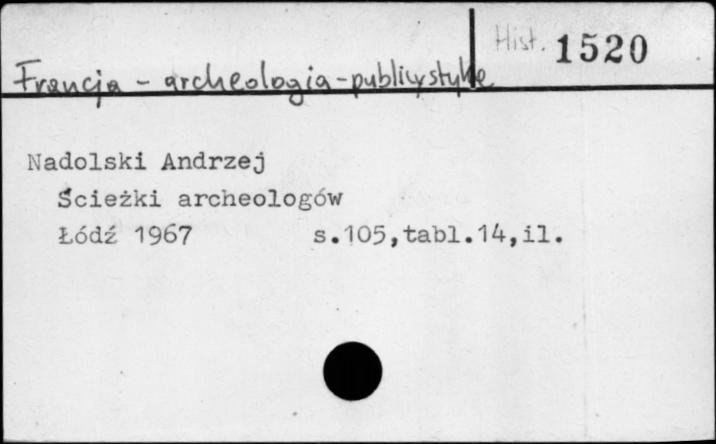 Hist. 1520
Francja - archeologia - publicystyka
Nadolski Andrzej
Ścieżki archeologów
Łódź 1967 s.105,tabl.14,il.